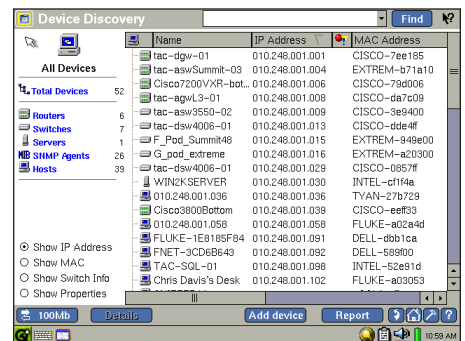 Device Discovery
Find
Name IP Address MAC Address
All Devices
Total Devices 52
Routers 6
Switches 7
Servers 1
MIB SNMP Agents 26
Hosts 39
Show IP Address
Show MAC
Show Switch Info
Show Properties
tac-dgw-01 010.248.001.001 CISCO-7ee185
tac-aswSummit-03 010.248.001.004 EXTREM-b71a10
Cisco7200VXR-bot... 010.248.001.006 CISCO-79d006
tac-agwL3-01 010.248.001.008 CISCO-da7c09
tac-asw3550-02 010.248.001.009 CISCO-3e9400
tac-dsw4006-01 010.248.001.013 CISCO-dde4ff
F_Pod_Summit48 010.248.001.015 EXTREM-949e00
G_pod_extreme 010.248.001.016 EXTREM-a20300
tac-dsw4006-01 010.248.001.029 CISCO-0857ff
WIN2KSERVER 010.248.001.030 INTEL-cf1f4a
010.248.001.036 010.248.001.036 TYAN-27b729
Cisco3800Bottom 010.248.001.039 CISCO-eeff33
010.248.001.058 010.248.001.058 FLUKE-a02a4d
FLUKE-1E8185F84 010.248.001.091 DELL-dbb1ca
FNET-3CD6B643 010.248.001.092 DELL-589f00
TAC-SQL-01 010.248.001.098 INTEL-52e91d
Chris Davis's Desk 010.248.001.102 FLUKE-a03053
100Mb Details Add device Report ?
10:59 AM